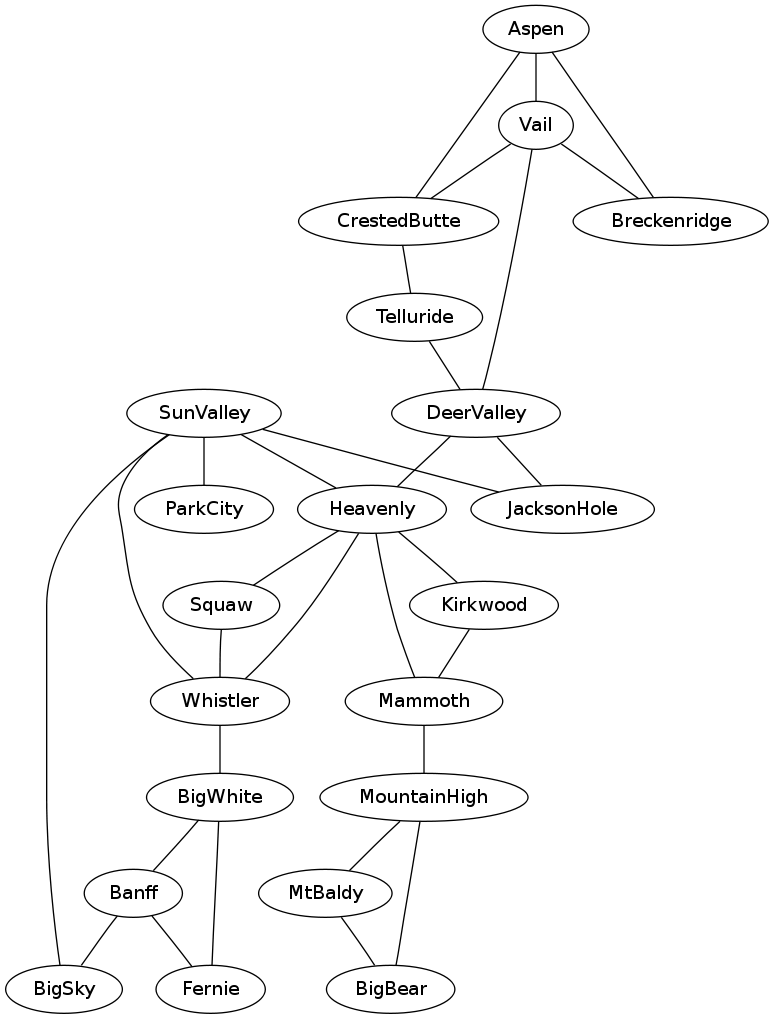 Aspen
Vail
CrestedButte
Breckenridge
Telluride
SunValley
DeerValley
ParkCity
Heavenly
JacksonHole
Squaw
Kirkwood
Whistler
Mammoth
BigWhite
MountainHigh
Banff
MtBaldy
BigSky
Fernie
BigBear